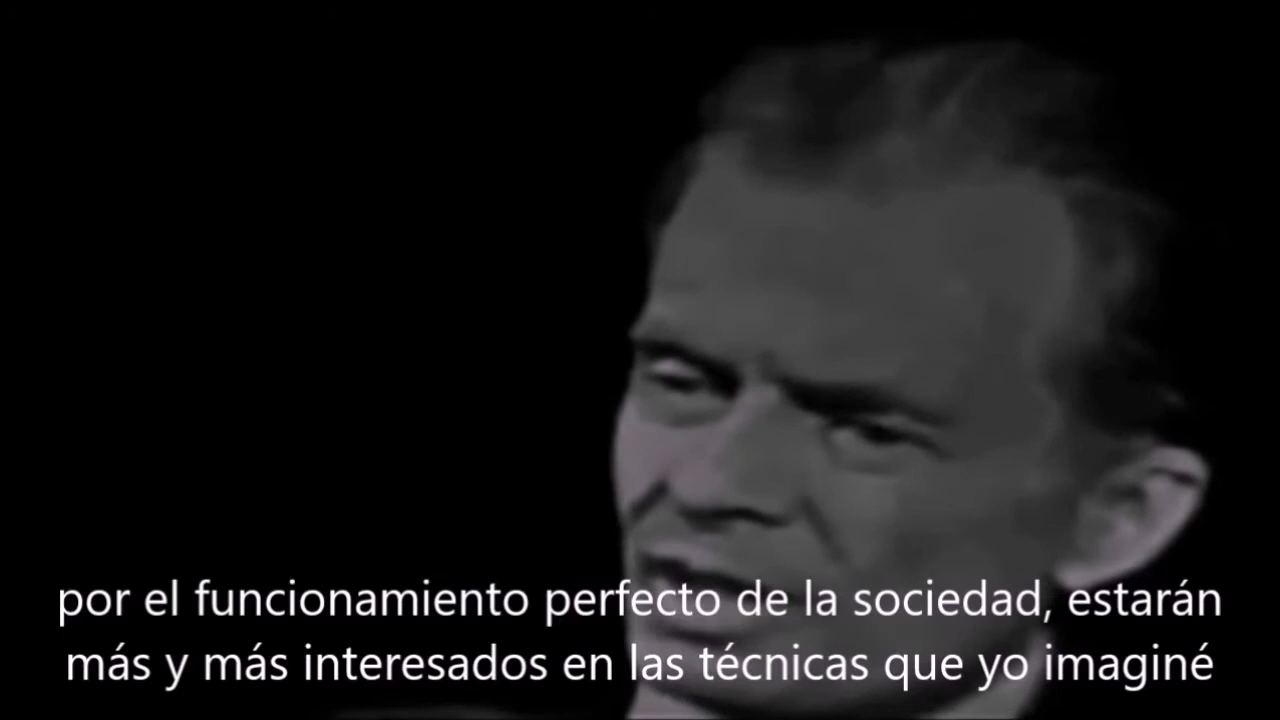 por el funcionamiento perfecto de la sociedad, estarán
más y más interesados en las técnicas que yo imaginé